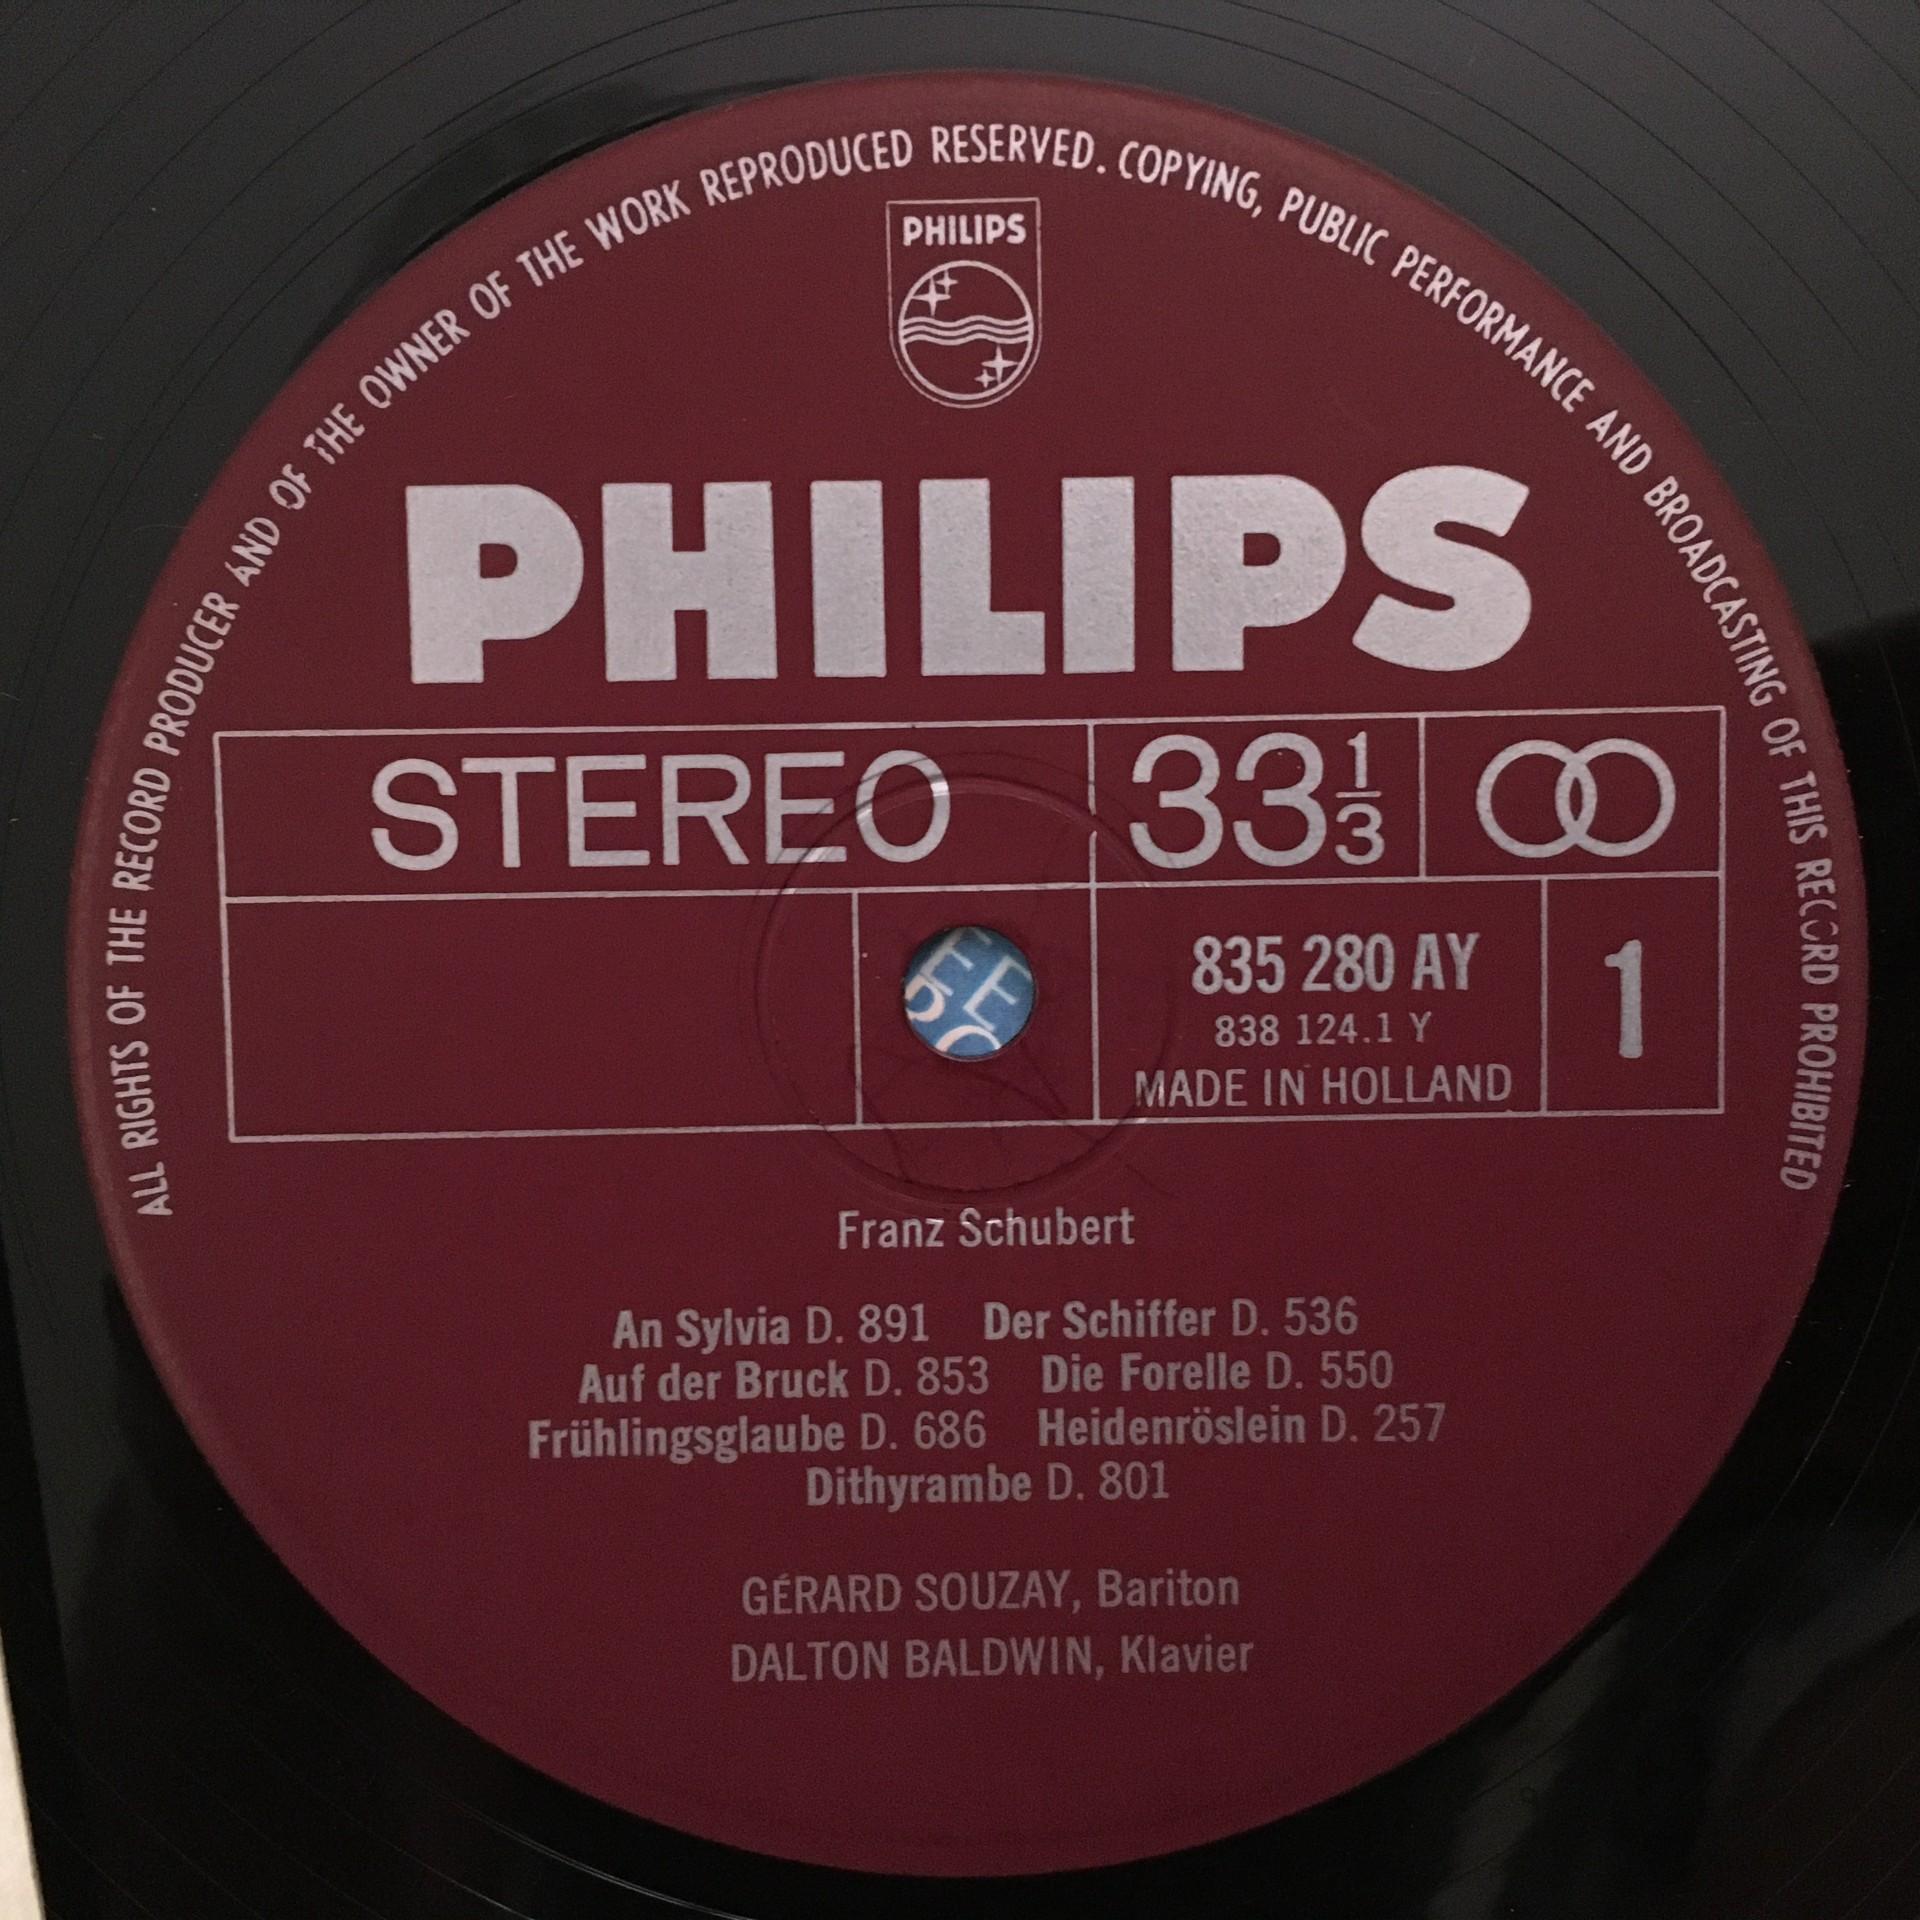 ALL RIGHTS OF THE RECORD PRODUCER AND OF THE OWNER OF THE WORK REPRODUCED RESERVED. COPYING, PUBLIC PERFORMANCE AND BROADCASTING OF THIS RECORD PROHIBITED
PHILIPS
PHILIPS
STEREO 33 1/3
835 280 AY 1
838 124.1 Y
MADE IN HOLLAND
Franz Schubert
An Sylvia D. 891 Der Schiffer D. 536
Auf der Bruck D. 853 Die Forelle D. 550
Frühlingsglaube D. 686 Heidenröslein D. 257
Dithyrambe D. 801
GÉRARD SOUZAY, Bariton
DALTON BALDWIN, Klavier